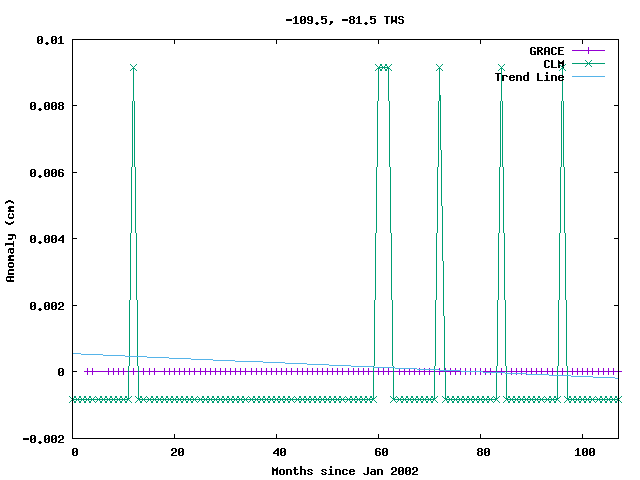 -109.5, -81.5 TWS
0.01
0.008
0.006
0.004
0.002
0
-0.002
Anomaly (cm)
GRACE
CLM
Trend Line
0 20 40 60 80 100
Months since Jan 2002